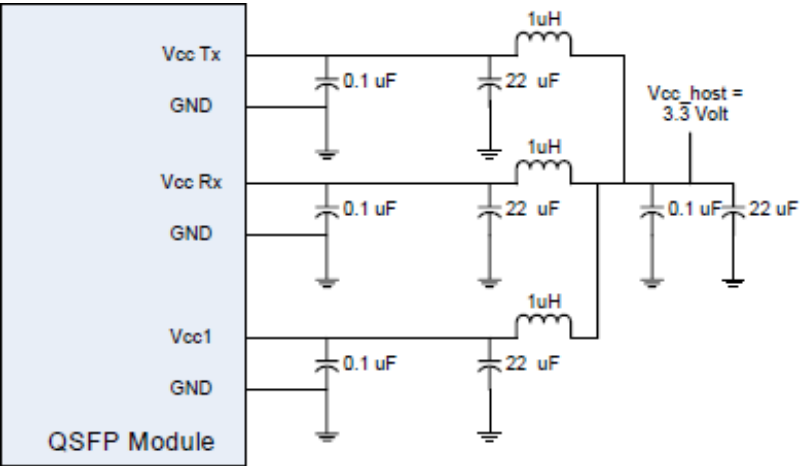 1uH
Vcc Tx
0.1 uF
22 uF
GND
Vcc_host =
3.3 Volt
1uH
Vcc Rx
0.1 uF
22 uF
0.1 uF
22 uF
GND
1uH
Vcc1
0.1 uF
22 uF
GND
QSFP Module